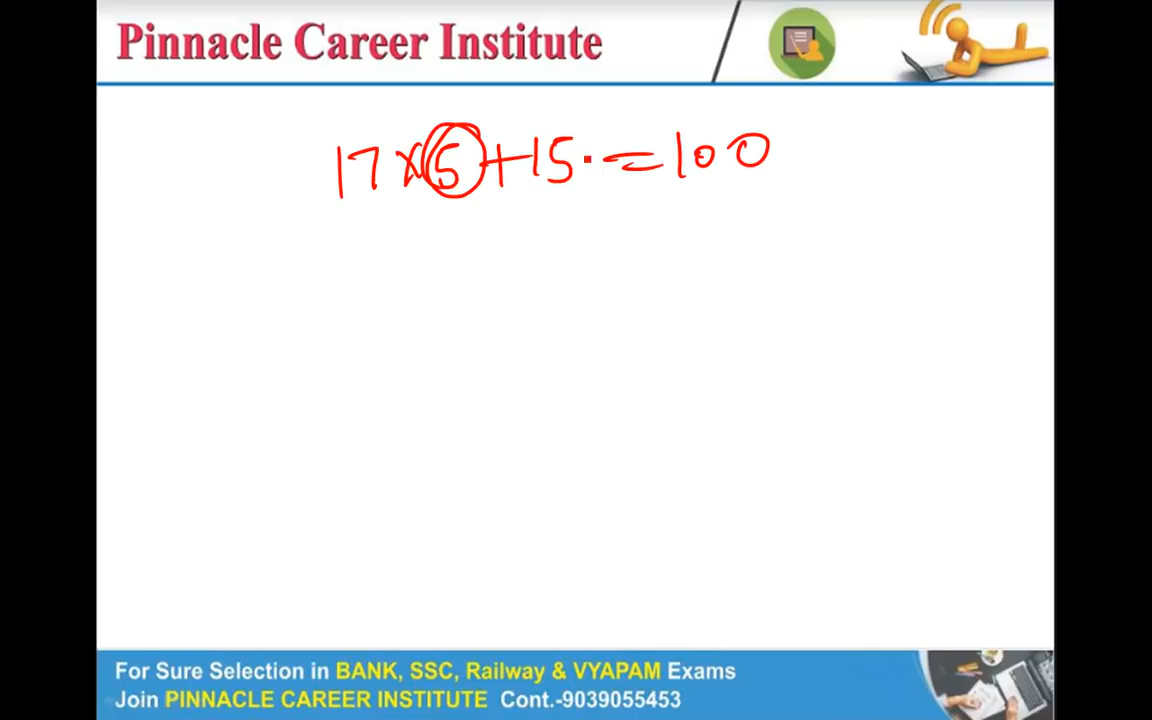 Pinnacle Career Institute
17×5+15=100
For Sure Selection in BANK, SSC, Railway & VYAPAM Exams
Join PINNACLE CAREER INSTITUTE Cont.-9039055453